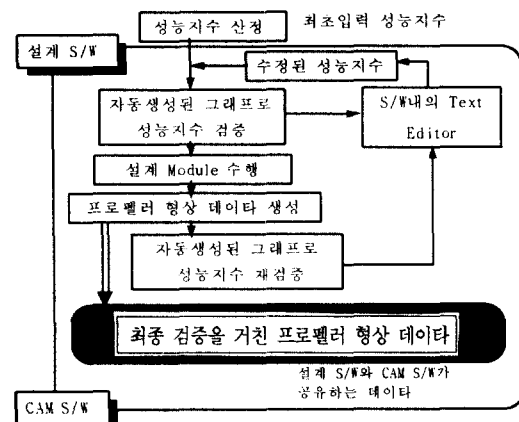 성능지수 산정
최초입력 성능지수
설계 S/W
수정된 성능지수
자동생성된 그래프로
성능지수 검증
S/W내의 Text
Editor
설계 Module 수행
프로펠러 형상 데이타 생성
자동생성된 그래프로
성능지수 재검증
최종 검증을 거친 프로펠러 형상 데이타
설계 S/W와 CAM S/W가
공유하는 데이타
CAM S/W